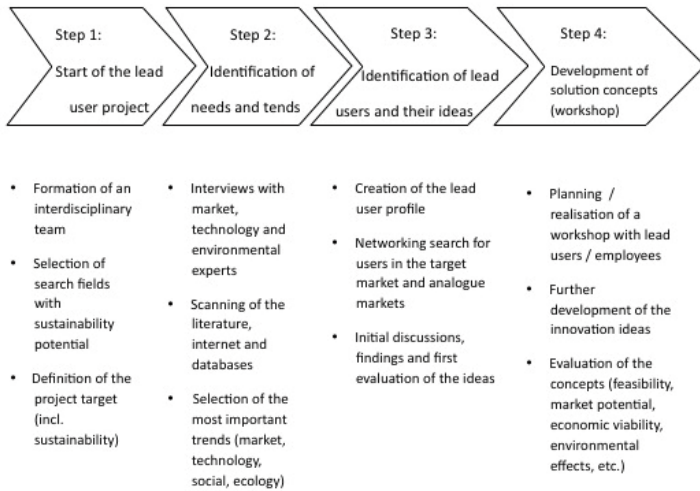 Step 1:
Start of the lead
user project
Step 2:
Identification of
needs and tends
Step 3:
Identification of lead
users and their ideas
Step 4:
Development of
solution concepts
(workshop)
• Formation of an
interdisciplinary
team
• Selection of
search fields
with
sustainability
potential
• Definition of the
project target
(incl.
sustainability)
• Interviews with
market,
technology and
environmental
experts
• Scanning of the
literature,
internet and
databases
• Selection of the
most important
trends (market,
technology,
social, ecology)
• Creation of the lead
user profile
• Networking search for
users in the target
market and analogue
markets
• Initial discussions,
findings and first
evaluation of the ideas
• Planning /
realisation of a
workshop with lead
users / employees
• Further
development of the
innovation ideas
• Evaluation of the
concepts (feasibility,
market potential,
economic viability,
environmental
effects, etc.)